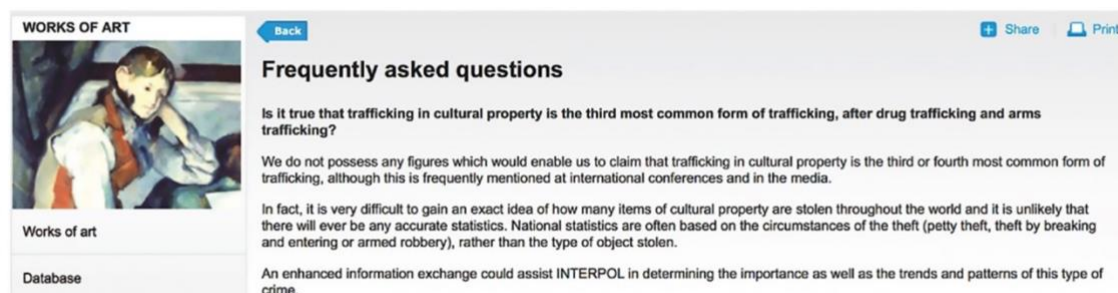 WORKS OF ART
Back
Share
Print
Frequently asked questions
Is it true that trafficking in cultural property is the third most common form of trafficking, after drug trafficking and arms
trafficking?
We do not possess any figures which would enable us to claim that trafficking in cultural property is the third or fourth most common form of
trafficking, although this is frequently mentioned at international conferences and in the media.
In fact, it is very difficult to gain an exact idea of how many items of cultural property are stolen throughout the world and it is unlikely that
there will ever be any accurate statistics. National statistics are often based on the circumstances of the theft (petty theft, theft by breaking
and entering or armed robbery), rather than the type of object stolen.
An enhanced information exchange could assist INTERPOL in determining the importance as well as the trends and patterns of this type of
crime.
Works of art
Database